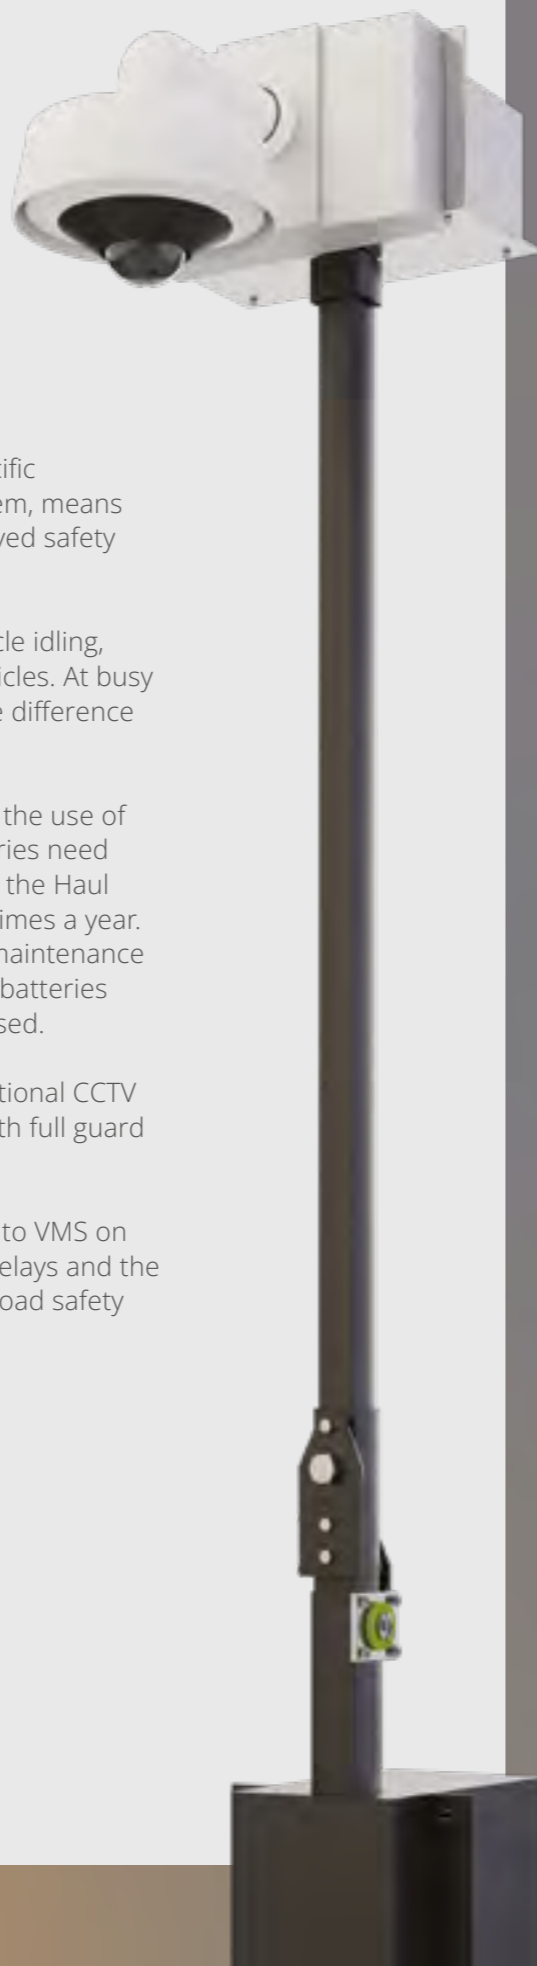 ific
em, means
ved safety
cle idling,
icles. At busy
e difference
the use of
ries need
the Haul
imes a year.
maintenance
batteries
sed.
tional CCTV
th full guard
to VMS on
elays and the
oad safety